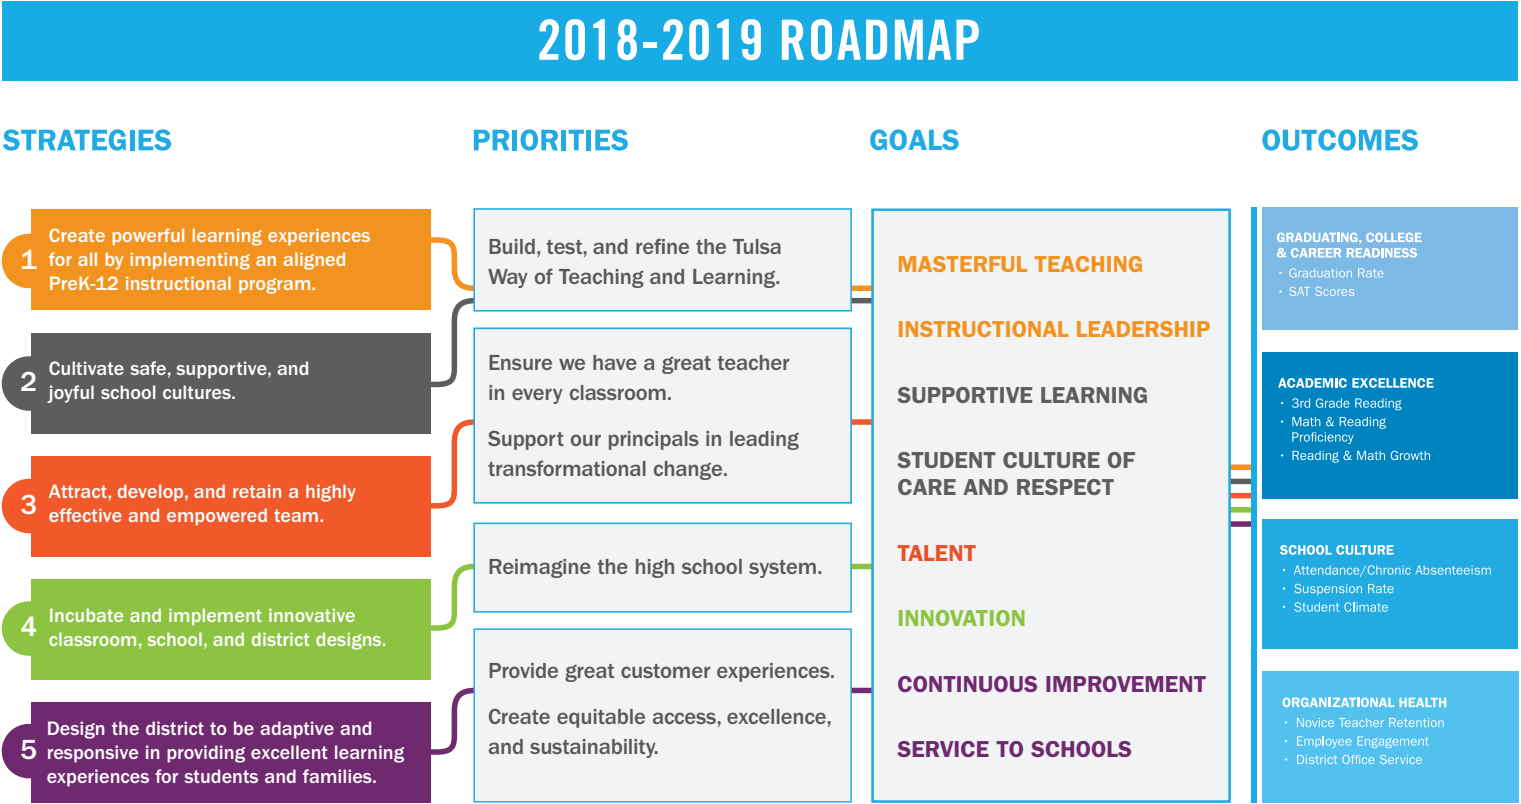 2018-2019 ROADMAP
STRATEGIES
1
Create powerful learning experiences
for all by implementing an aligned
PreK-12 instructional program.
2
Cultivate safe, supportive, and
joyful school cultures.
3
Attract, develop, and retain a highly
effective and empowered team.
4
Incubate and implement innovative
classroom, school, and district designs.
5
Design the district to be adaptive and
responsive in providing excellent learning
experiences for students and families.
PRIORITIES
Build, test, and refine the Tulsa
Way of Teaching and Learning.
Ensure we have a great teacher
in every classroom.
Support our principals in leading
transformational change.
Reimagine the high school system.
Provide great customer experiences.
Create equitable access, excellence,
and sustainability.
GOALS
MASTERFUL TEACHING
INSTRUCTIONAL LEADERSHIP
SUPPORTIVE LEARNING
STUDENT CULTURE OF
CARE AND RESPECT
TALENT
INNOVATION
CONTINUOUS IMPROVEMENT
SERVICE TO SCHOOLS
OUTCOMES
GRADUATING, COLLEGE
& CAREER READINESS
· Graduation Rate
· SAT Scores
ACADEMIC EXCELLENCE
· 3rd Grade Reading
· Math & Reading
Proficiency
· Reading & Math Growth
SCHOOL CULTURE
· Attendance/Chronic Absenteeism
· Suspension Rate
· Student Climate
ORGANIZATIONAL HEALTH
· Novice Teacher Retention
· Employee Engagement
· District Office Service